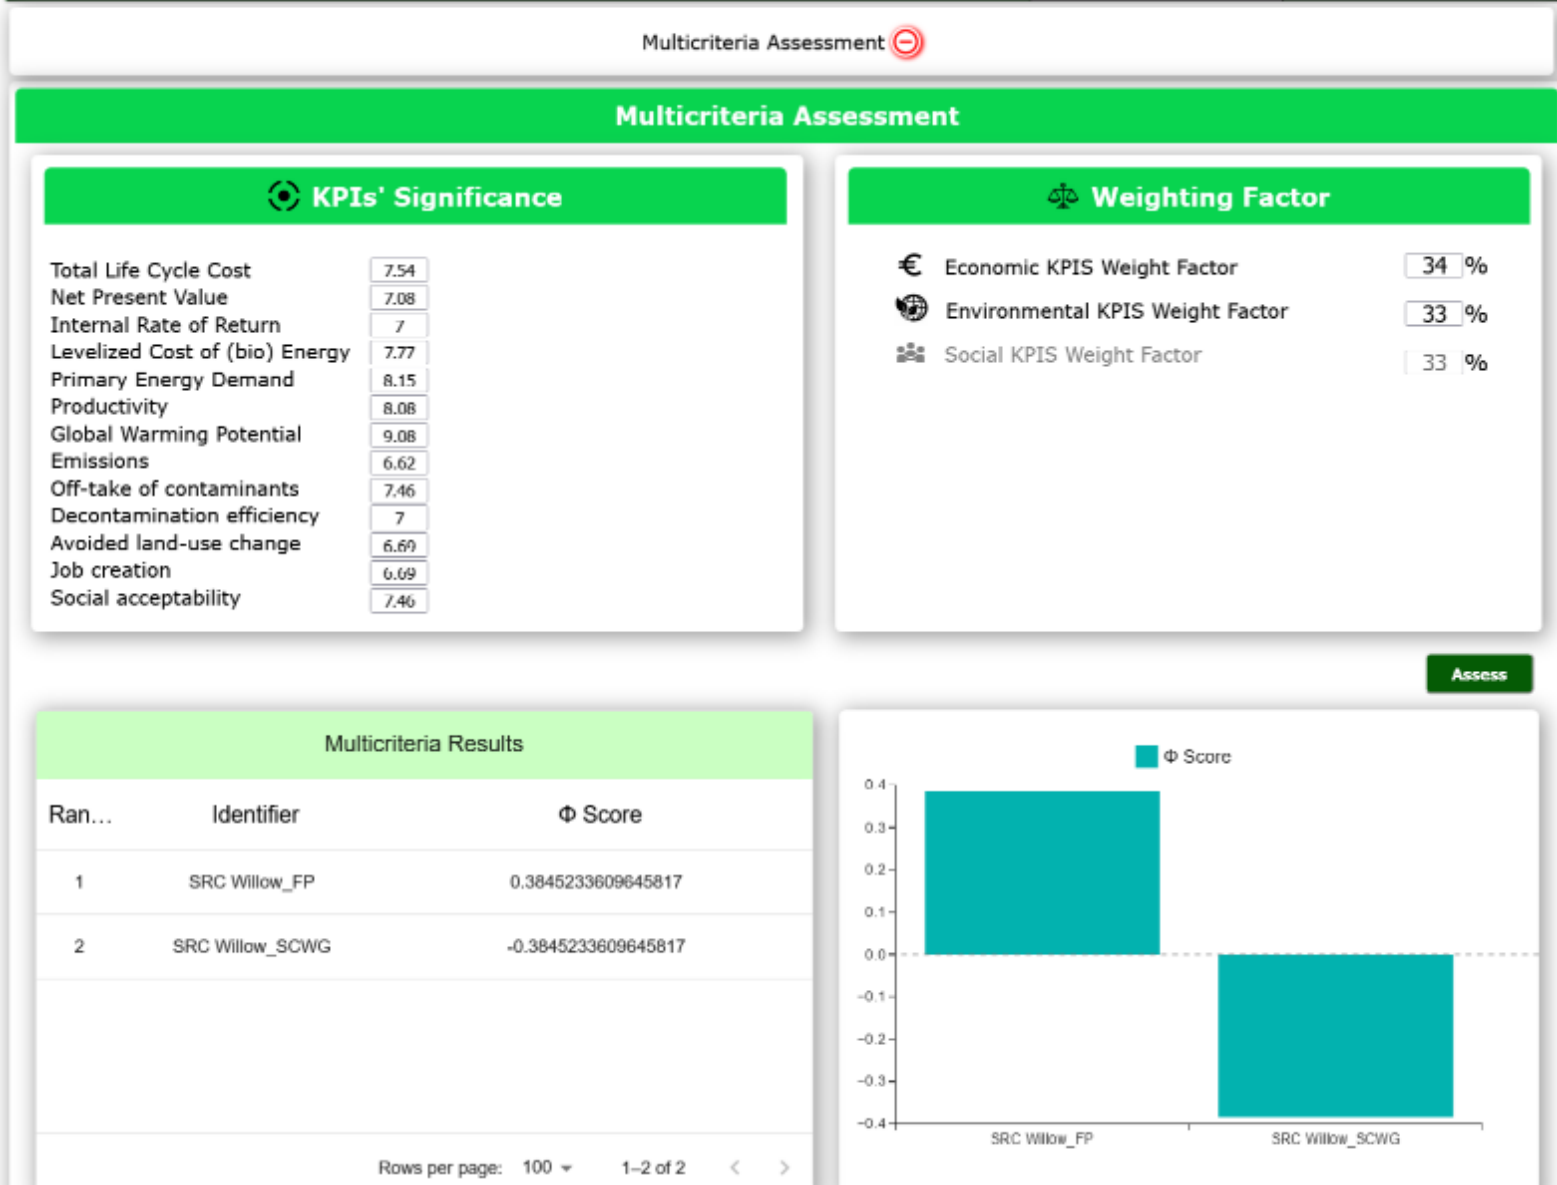 Multicriteria Assessment
Multicriteria Assessment
KPIs' Significance
Total Life Cycle Cost 7.54
Net Present Value 7.08
Internal Rate of Return 7
Levelized Cost of (bio) Energy 7.77
Primary Energy Demand 8.15
Productivity 8.08
Global Warming Potential 9.08
Emissions 6.62
Off-take of contaminants 7.46
Decontamination efficiency 7
Avoided land-use change 6.69
Job creation 6.69
Social acceptability 7.46
Weighting Factor
€ Economic KPIS Weight Factor 34 %
Environmental KPIS Weight Factor 33 %
Social KPIS Weight Factor 33 %
Assess
Multicriteria Results
Ran... Identifier Φ Score
1 SRC Willow_FP 0.3845233609645817
2 SRC Willow_SCWG -0.3845233609645817
Rows per page: 100 1–2 of 2
Φ Score
0.4
0.3
0.2
0.1
0.0
-0.1
-0.2
-0.3
-0.4
SRC Willow_FP SRC Willow_SCWG